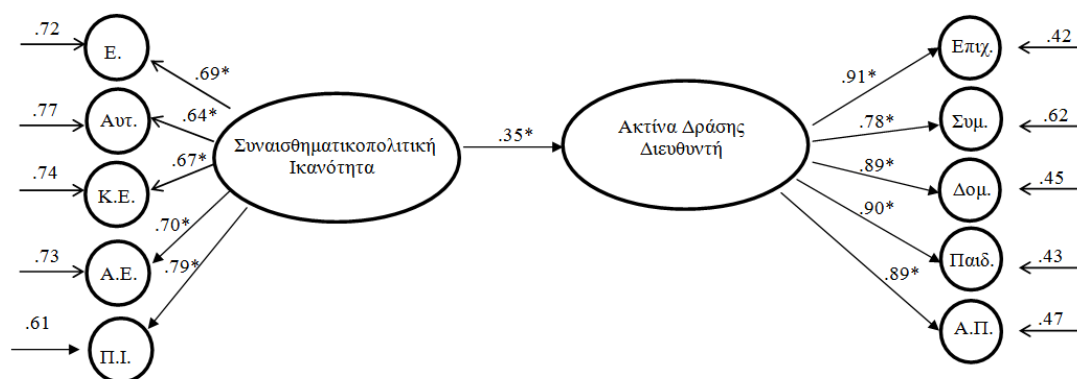 .72
Ε.
.69*
.77
Αυτ.
.64*
.74
Κ.Ε.
.67*
.73
Α.Ε.
.70*
.61
Π.Ι.
.79*
Συναισθηματικοπολιτική
Ικανότητα
.35*
Ακτίνα Δράσης
Διευθυντή
.91*
Επιχ.
.42
.78*
Συμ.
.62
.89*
Δομ.
.45
.90*
Παιδ.
.43
.89*
Α.Π.
.47